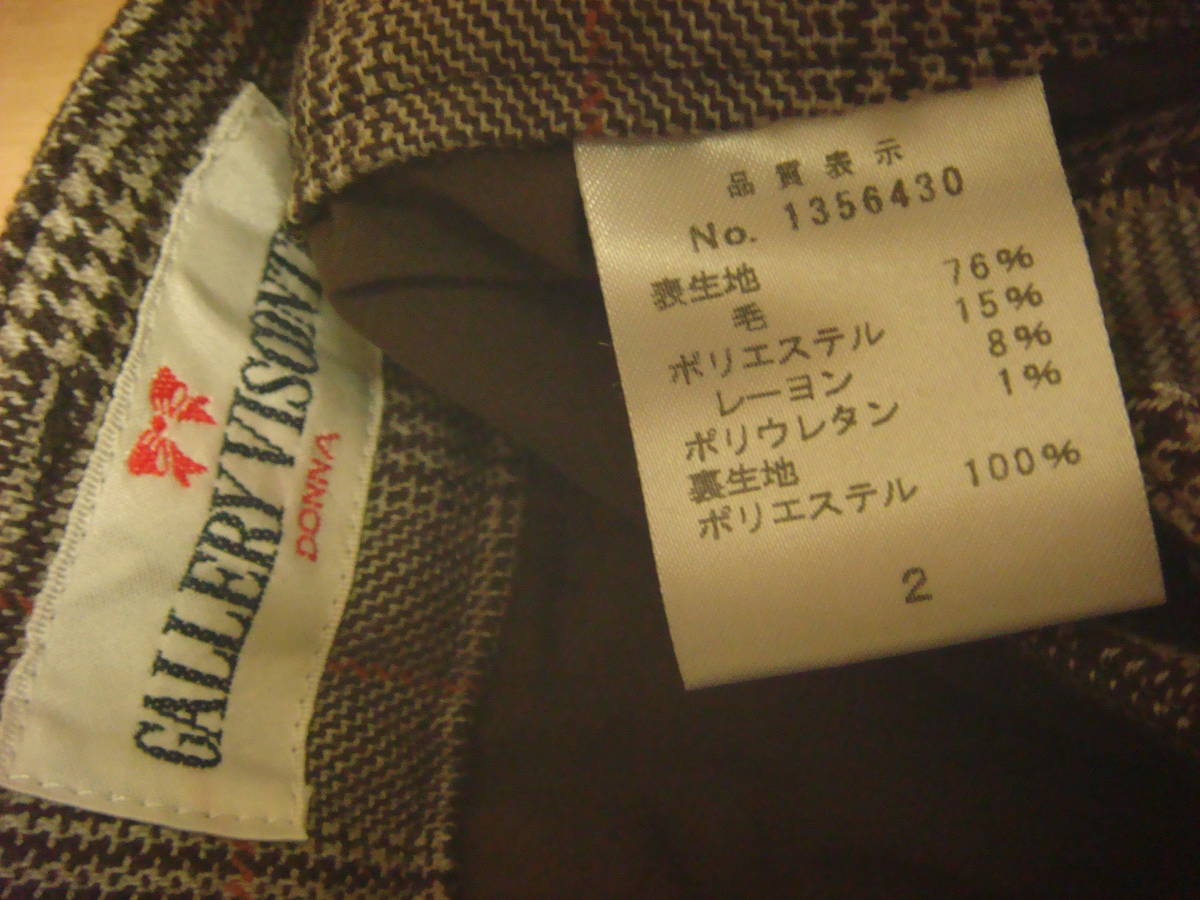 GALLERY VISCONTI
DONNA
品質表示
No. 1356430
表生地
毛 76%
ポリエステル 15%
レーヨン 8%
ポリウレタン 1%
裏生地
ポリエステル 100%
2